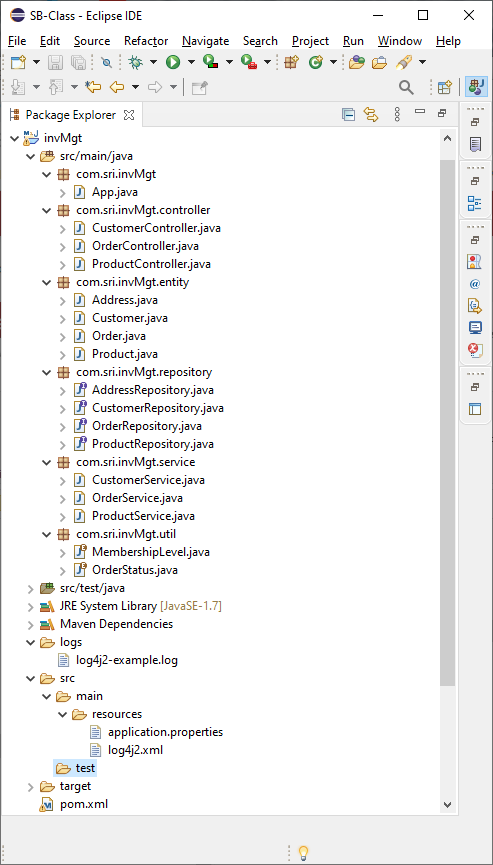 SB-Class - Eclipse IDE
File Edit Source Refactor Navigate Search Project Run Window Help
Package Explorer
invMgt
src/main/java
com.sri.invMgt
App.java
com.sri.invMgt.controller
CustomerController.java
OrderController.java
ProductController.java
com.sri.invMgt.entity
Address.java
Customer.java
Order.java
Product.java
com.sri.invMgt.repository
AddressRepository.java
CustomerRepository.java
OrderRepository.java
ProductRepository.java
com.sri.invMgt.service
CustomerService.java
OrderService.java
ProductService.java
com.sri.invMgt.util
MembershipLevel.java
OrderStatus.java
src/test/java
JRE System Library [JavaSE-1.7]
Maven Dependencies
logs
log4j2-example.log
src
main
resources
application.properties
log4j2.xml
test
target
pom.xml